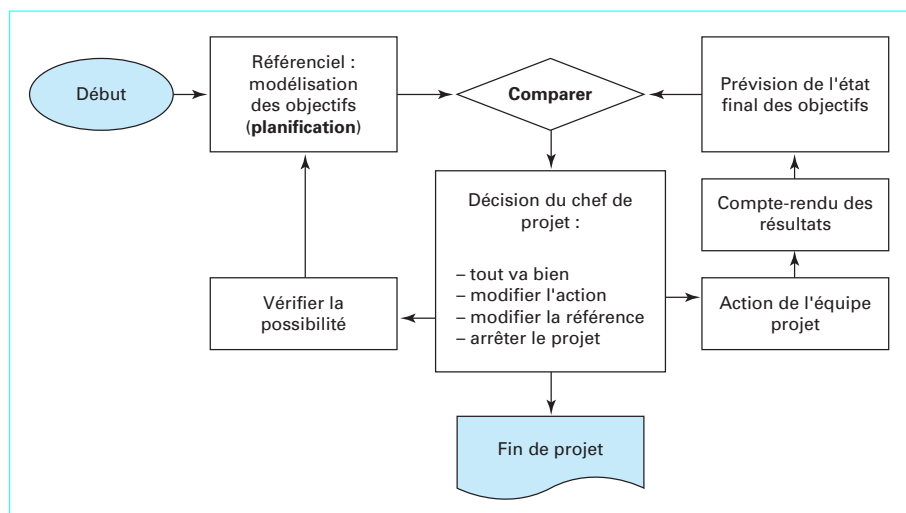 Début
Référenciel :
modélisation
des objectifs
(planification)
Comparer
Prévision de l'état
final des objectifs
Compte-rendu des
résultats
Décision du chef de
projet :
– tout va bien
– modifier l'action
– modifier la référence
– arrêter le projet
Vérifier la
possibilité
Action de l'équipe
projet
Fin de projet